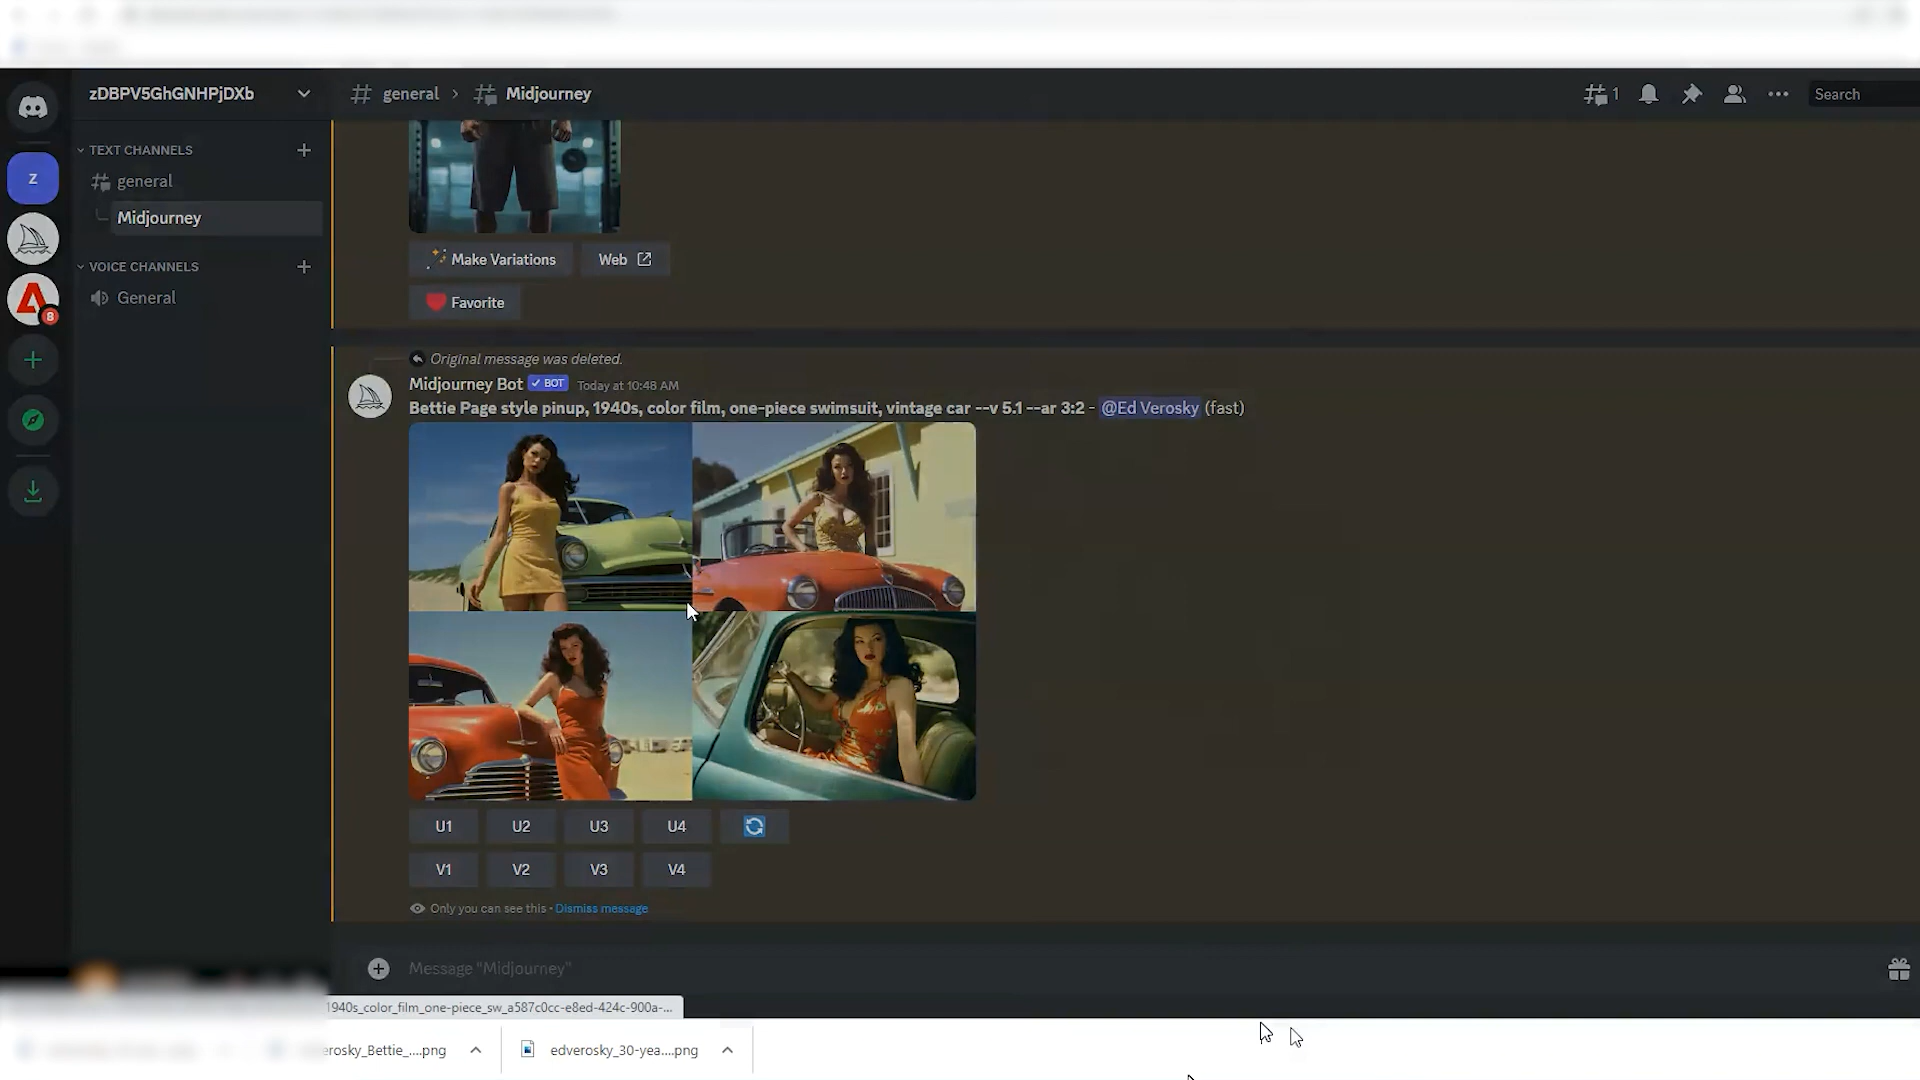 zDBPV5GhGNHPjDXb
general > Midjourney
1
Search
TEXT CHANNELS
general
Midjourney
VOICE CHANNELS
General
z
8
Make Variations
Web
Favorite
Original message was deleted.
Midjourney Bot BOT Today at 10:48 AM
Bettie Page style pinup, 1940s, color film, one-piece swimsuit, vintage car --v 5.1 --ar 3:2 - @Ed Verosky (fast)
U1 U2 U3 U4
V1 V2 V3 V4
Only you can see this • Dismiss message
Message "Midjourney"
1940s_color_film_one-piece_sw_a587c0cc-e8ed-424c-900a-...
erosky_Bettie_....png
edverosky_30-yea....png